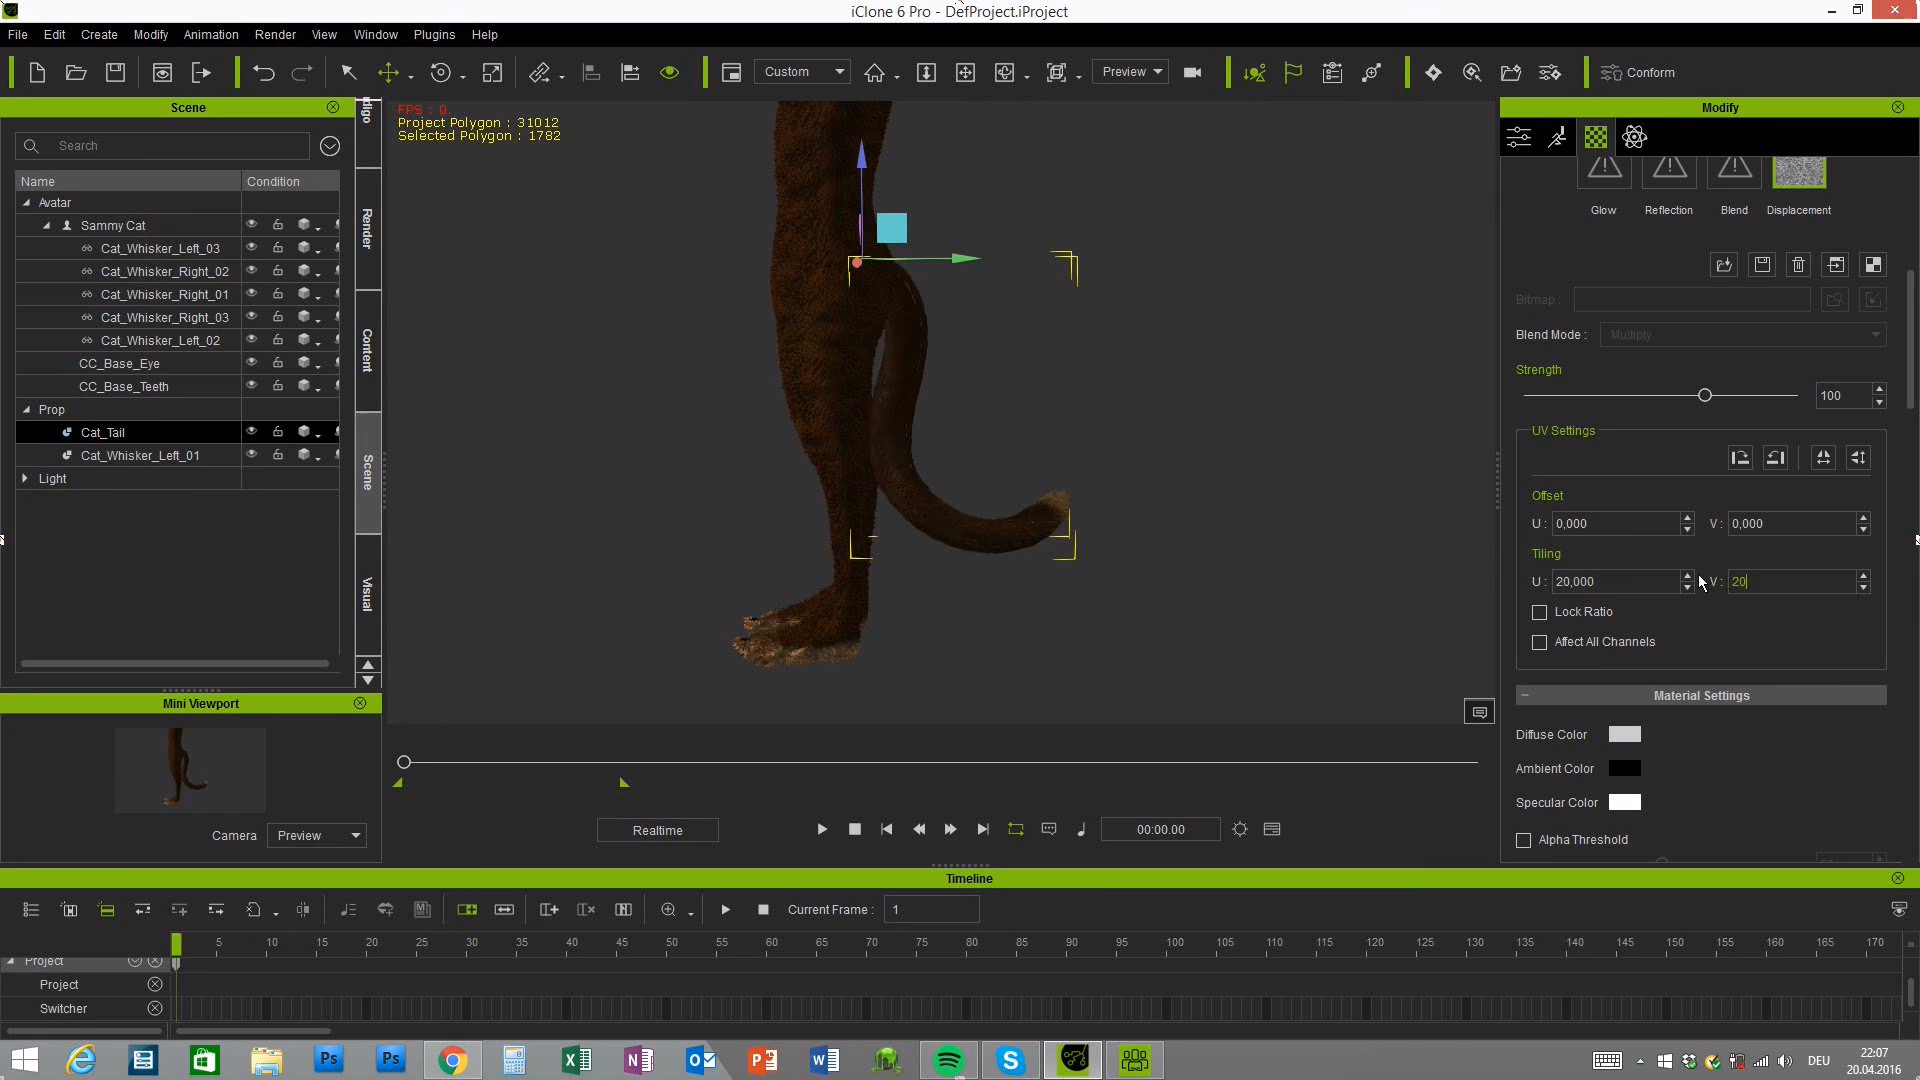 iClone 6 Pro - DefProject.iProject
File Edit Create Modify Animation Render View Window Plugins Help
Custom
Preview
Conform
Scene
Search
Name Condition
Avatar
Sammy Cat
Cat_Whisker_Left_03
Cat_Whisker_Right_02
Cat_Whisker_Right_01
Cat_Whisker_Right_03
Cat_Whisker_Left_02
CC_Base_Eye
CC_Base_Teeth
Prop
Cat_Tail
Cat_Whisker_Left_01
Light
Render
Content
Scene
Visual
FPS : 0
Project Polygon : 31012
Selected Polygon : 1782
Mini Viewport
Camera Preview
Realtime
00:00.00
Modify
Glow Reflection Blend Displacement
Bitmap :
Blend Mode : Multiply
Strength
100
UV Settings
Offset
U : 0,000 V : 0,000
Tiling
U : 20,000 V : 20
Lock Ratio
Affect All Channels
Material Settings
Diffuse Color
Ambient Color
Specular Color
Alpha Threshold
Timeline
Current Frame : 1
5 10 15 20 25 30 35 40 45 50 55 60 65 70 75 80 85 90 95 100 105 110 115 120 125 130 135 140 145 150 155 160 165 170
Project
Project
Switcher
Ps Ps
DEU
22:07
20.04.2016